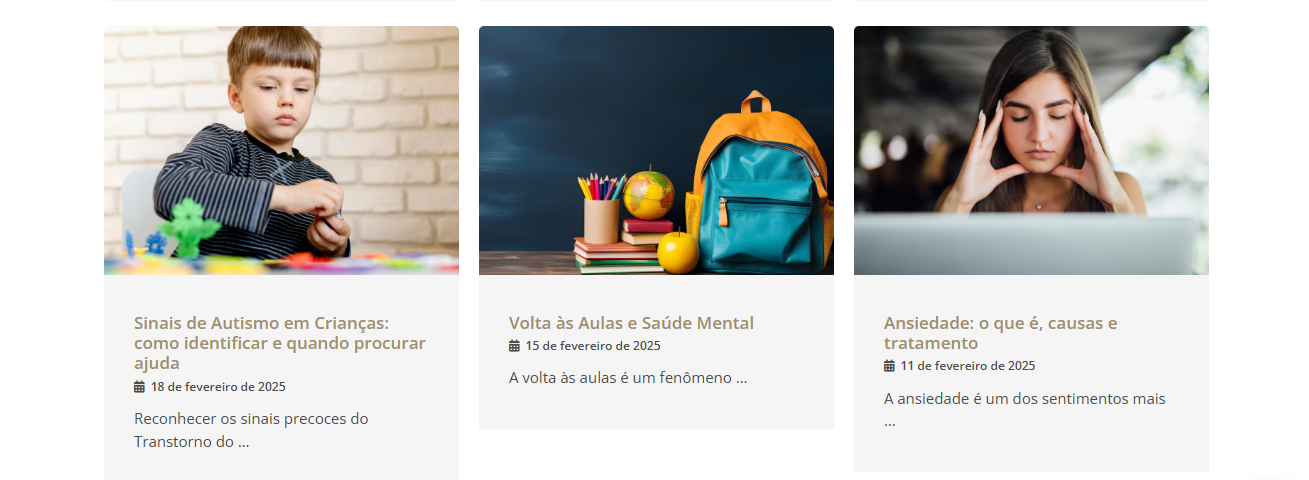 Sinais de Autismo em Crianças:
como identificar e quando procurar
ajuda
18 de fevereiro de 2025
Reconhecer os sinais precoces do
Transtorno do ...
Volta às Aulas e Saúde Mental
15 de fevereiro de 2025
A volta às aulas é um fenômeno ...
Ansiedade: o que é, causas e
tratamento
11 de fevereiro de 2025
A ansiedade é um dos sentimentos mais
...